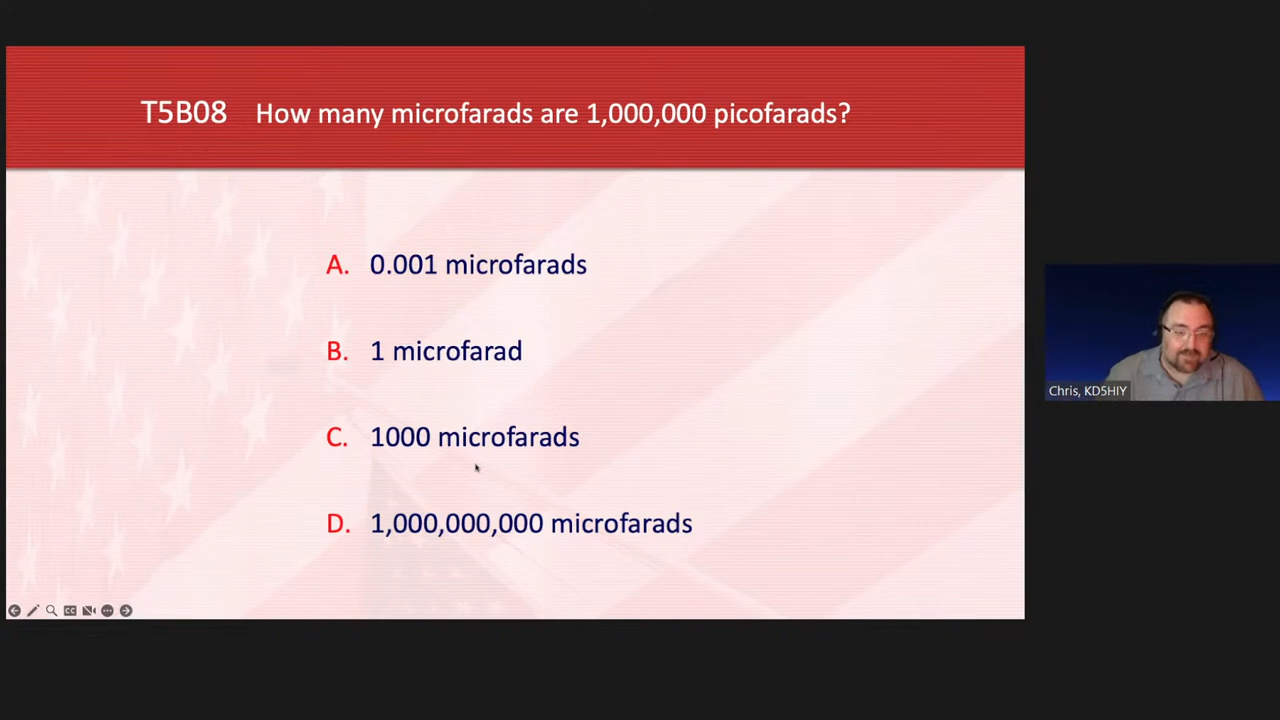 T5B08 How many microfarads are 1,000,000 picofarads?
A. 0.001 microfarads
B. 1 microfarad
C. 1000 microfarads
D. 1,000,000,000 microfarads
Chris, KD5HIY
CC